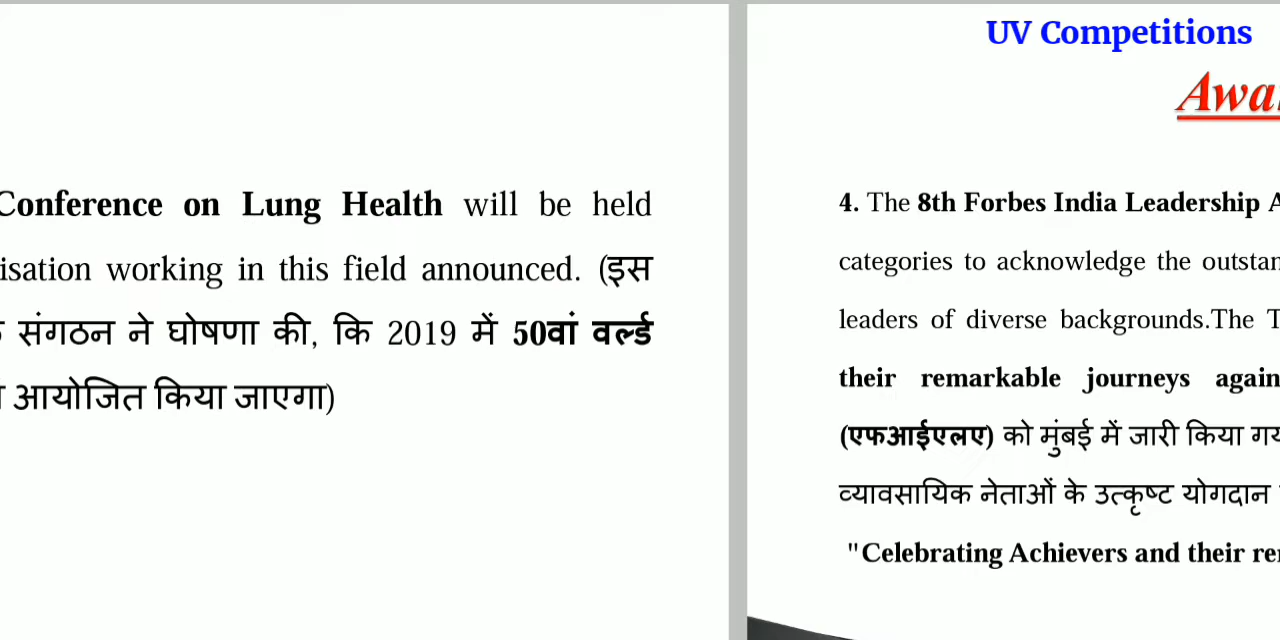 Conference on Lung Health will be held
isation working in this field announced. (इस
संगठन ने घोषणा की, कि 2019 में 50वां वर्ल्ड
आयोजित किया जाएगा)
UV Competitions
Awa
4. The 8th Forbes India Leadership A
categories to acknowledge the outstan
leaders of diverse backgrounds.The T
their remarkable journeys again
(एफआईएलए) को मुंबई में जारी किया गय
व्यावसायिक नेताओं के उत्कृष्ट योगदान
"Celebrating Achievers and their re